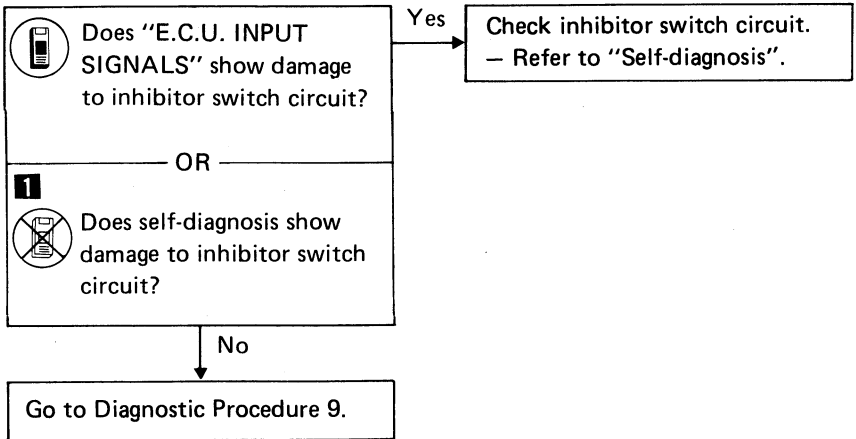 Does "E.C.U. INPUT
SIGNALS" show damage
to inhibitor switch circuit?
Yes
Check inhibitor switch circuit.
— Refer to "Self-diagnosis".
OR
1
Does self-diagnosis show
damage to inhibitor switch
circuit?
No
Go to Diagnostic Procedure 9.